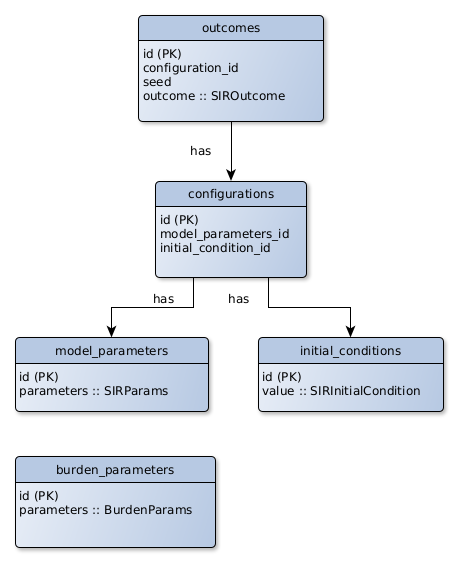 outcomes
id (PK)
configuration_id
seed
outcome :: SIROutcome
has
configurations
id (PK)
model_parameters_id
initial_condition_id
has
has
model_parameters
id (PK)
parameters :: SIRParams
initial_conditions
id (PK)
value :: SIRInitialCondition
burden_parameters
id (PK)
parameters :: BurdenParams